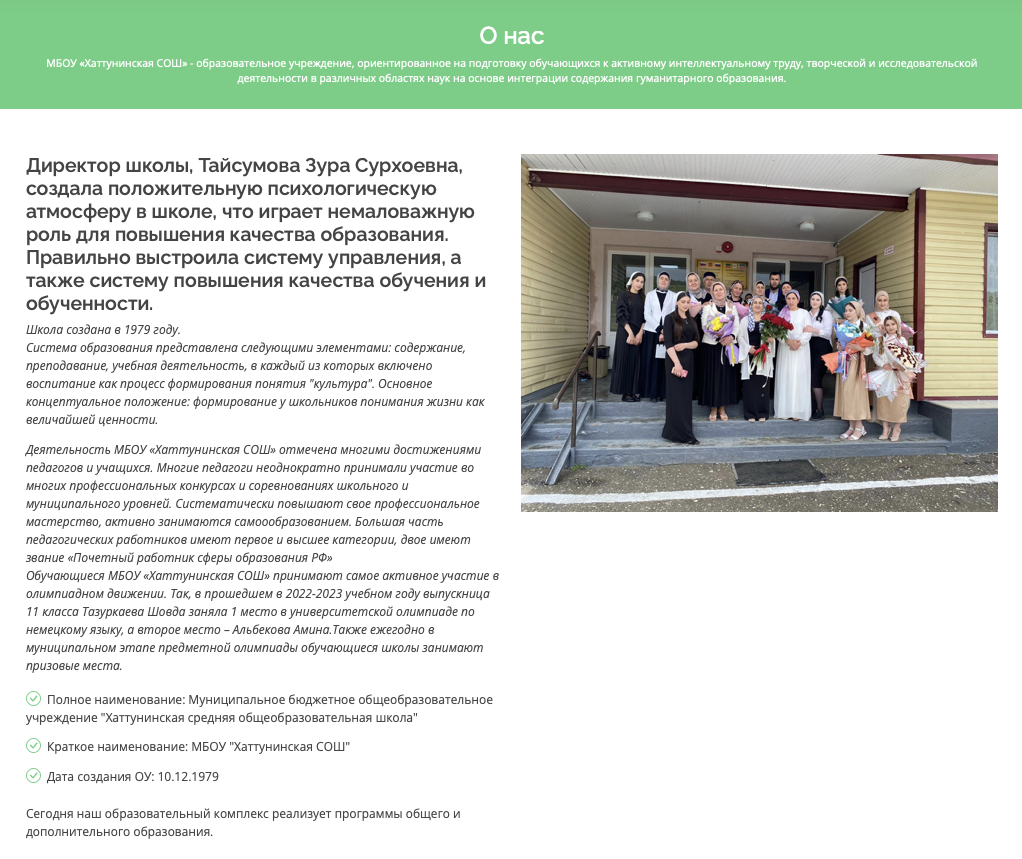 О нас
МБОУ «Хаттунинская СОШ» - образовательное учреждение, ориентированное на подготовку обучающихся к активному интеллектуальному труду, творческой и исследовательской
деятельности в различных областях наук на основе интеграции содержания гуманитарного образования.
Директор школы, Тайсумова Зура Сурхоевна,
создала положительную психологическую
атмосферу в школе, что играет немаловажную
роль для повышения качества образования.
Правильно выстроила систему управления, а
также систему повышения качества обучения и
обученности.
Школа создана в 1979 году.
Система образования представлена следующими элементами: содержание,
преподавание, учебная деятельность, в каждый из которых включено
воспитание как процесс формирования понятия "культура". Основное
концептуальное положение: формирование у школьников понимания жизни как
величайшей ценности.
Деятельность МБОУ «Хаттунинская СОШ» отмечена многими достижениями
педагогов и учащихся. Многие педагоги неоднократно принимали участие во
многих профессиональных конкурсах и соревнованиях школьного и
муниципального уровней. Систематически повышают свое профессиональное
мастерство, активно занимаются самоообразованием. Большая часть
педагогических работников имеют первое и высшее категории, двое имеют
звание «Почетный работник сферы образования РФ»
Обучающиеся МБОУ «Хаттунинская СОШ» принимают самое активное участие в
олимпиадном движении. Так, в прошедшем в 2022-2023 учебном году выпускница
11 класса Тазуркаева Шовда заняла 1 место в университетской олимпиаде по
немецкому языку, а второе место – Альбекова Амина.Также ежегодно в
муниципальном этапе предметной олимпиады обучающиеся школы занимают
призовые места.
Полное наименование: Муниципальное бюджетное общеобразовательное
учреждение "Хаттунинская средняя общеобразовательная школа"
Краткое наименование: МБОУ "Хаттунинская СОШ"
Дата создания ОУ: 10.12.1979
Сегодня наш образовательный комплекс реализует программы общего и
дополнительного образования.